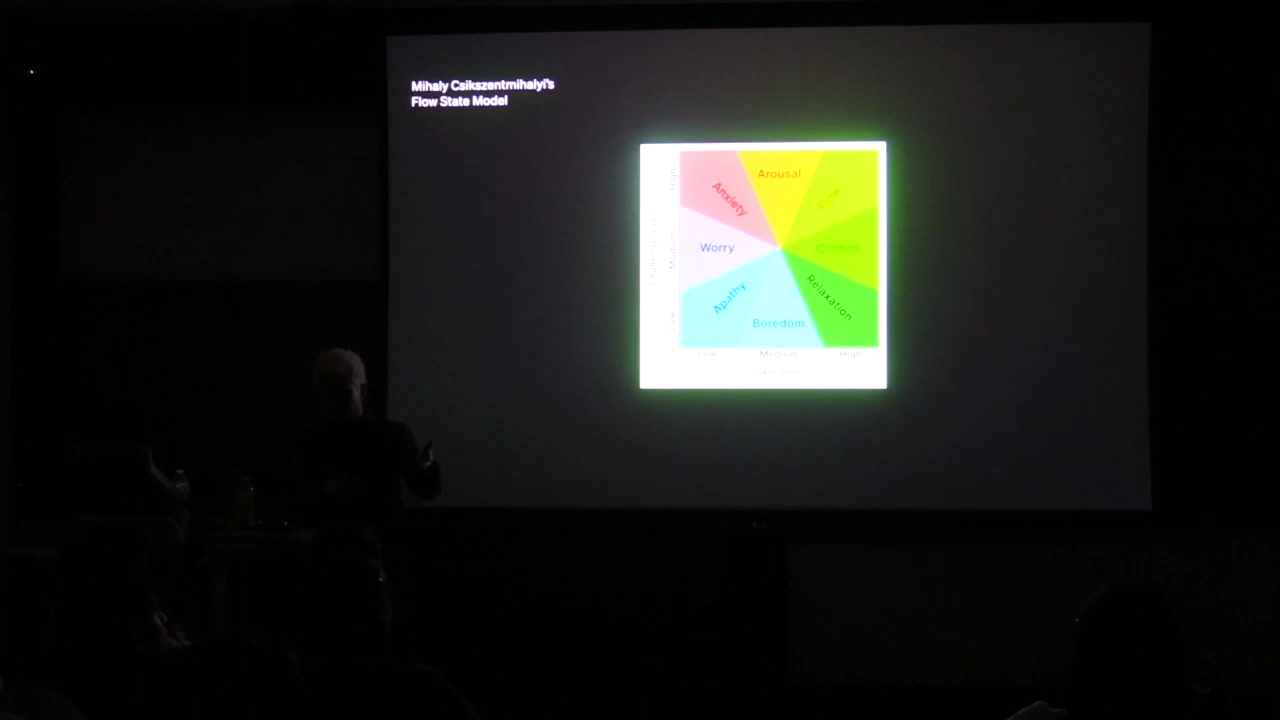 Mihaly Csikszentmihalyi's
Flow State Model
High
Medium
Low
Anxiety
Arousal
Flow
Worry
Control
Apathy
Boredom
Relaxation
Low
Medium
High